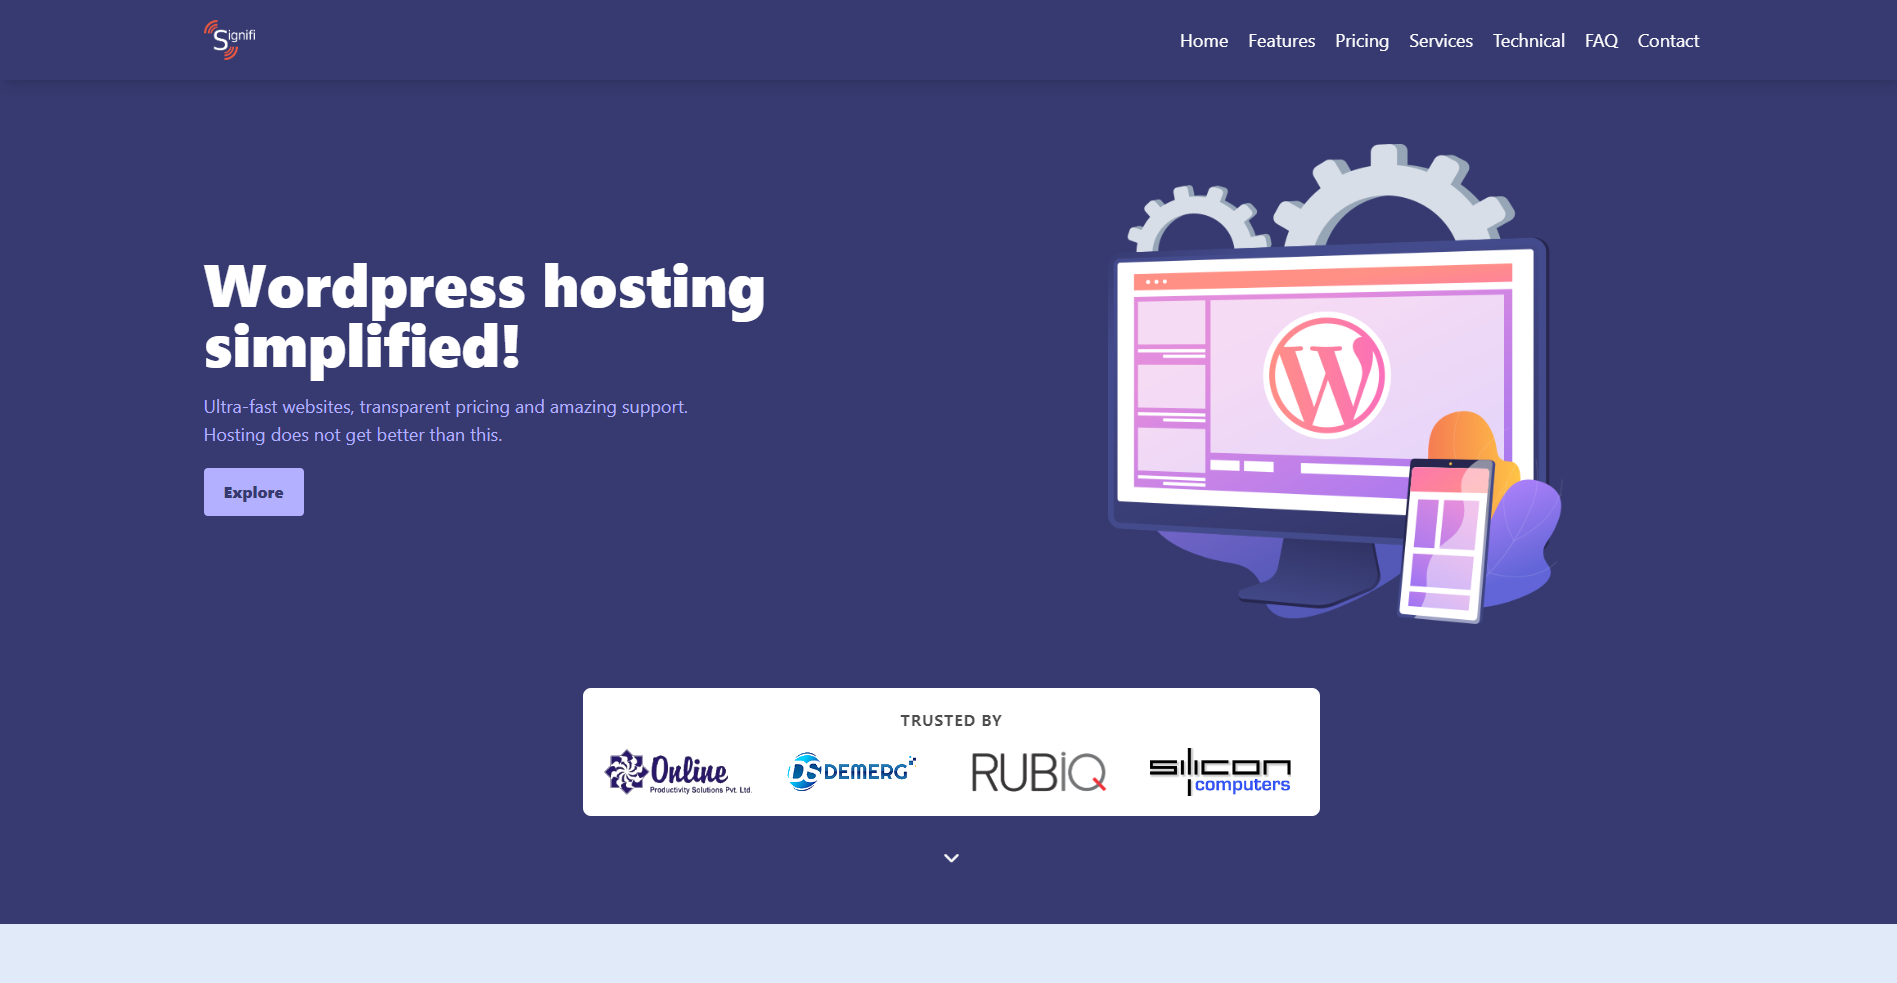 Signifi
Home Features Pricing Services Technical FAQ Contact
Wordpress hosting
simplified!
Ultra-fast websites, transparent pricing and amazing support.
Hosting does not get better than this.
Explore
TRUSTED BY
Online
Productivity Solutions Pvt. Ltd.
DS DEMERG
RUBIQ
silicon
computers